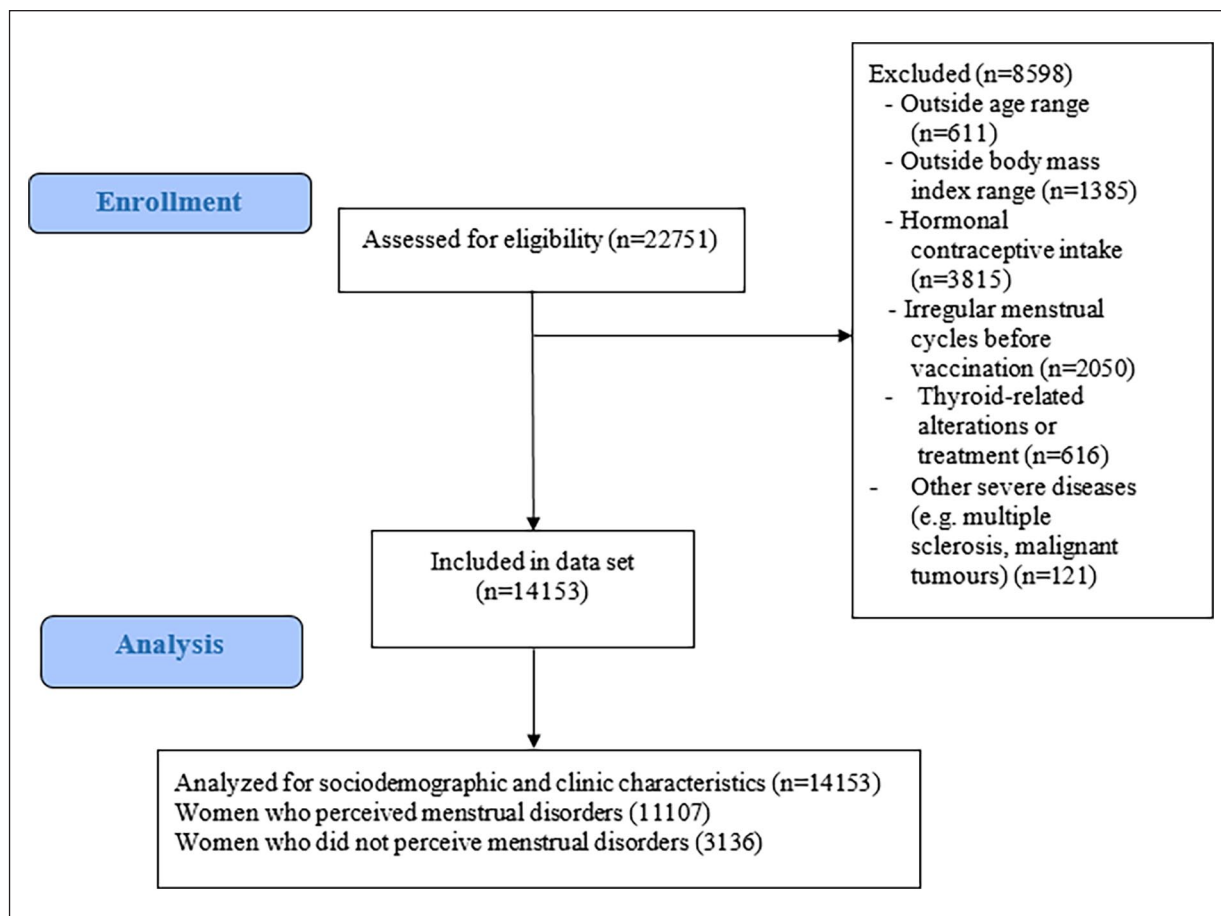 Enrollment
Assessed for eligibility (n=22751)
Excluded (n=8598)
- Outside age range
(n=611)
- Outside body mass
index range (n=1385)
- Hormonal
contraceptive intake
(n=3815)
- Irregular menstrual
cycles before
vaccination (n=2050)
- Thyroid-related
alterations or
treatment (n=616)
- Other severe diseases
(e.g. multiple
sclerosis, malignant
tumours) (n=121)
Included in data set
(n=14153)
Analysis
Analyzed for sociodemographic and clinic characteristics (n=14153)
Women who perceived menstrual disorders (11107)
Women who did not perceive menstrual disorders (3136)